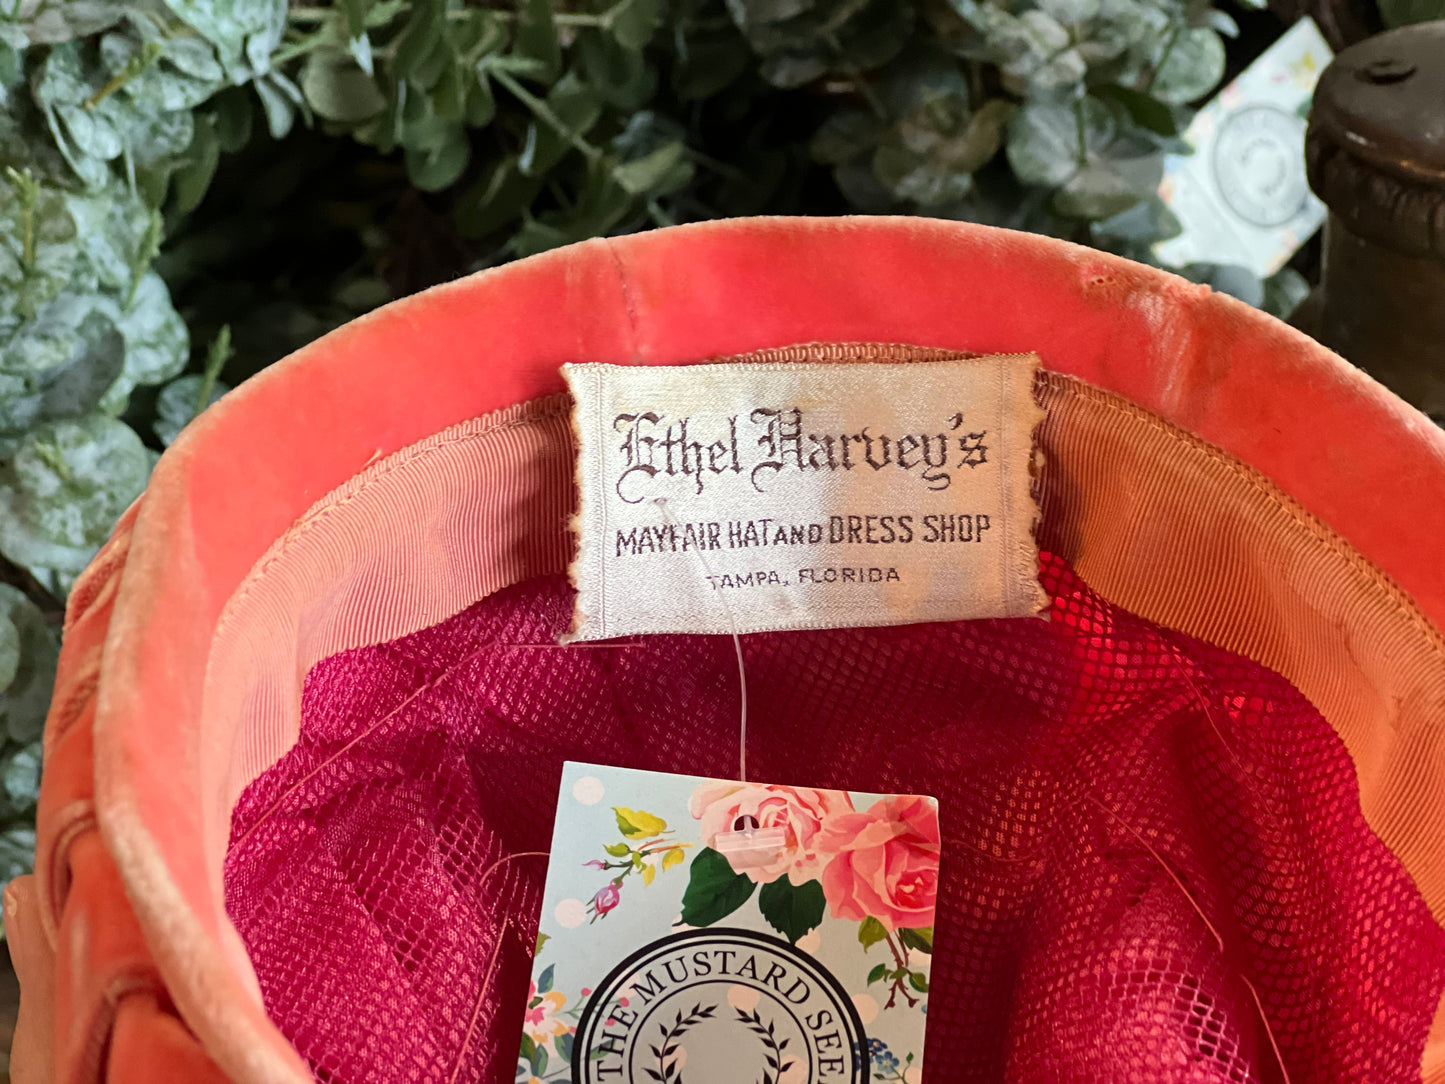 Ethel Harvey's
MAYFAIR HAT AND DRESS SHOP
TAMPA, FLORIDA
THE MUSTARD SEE